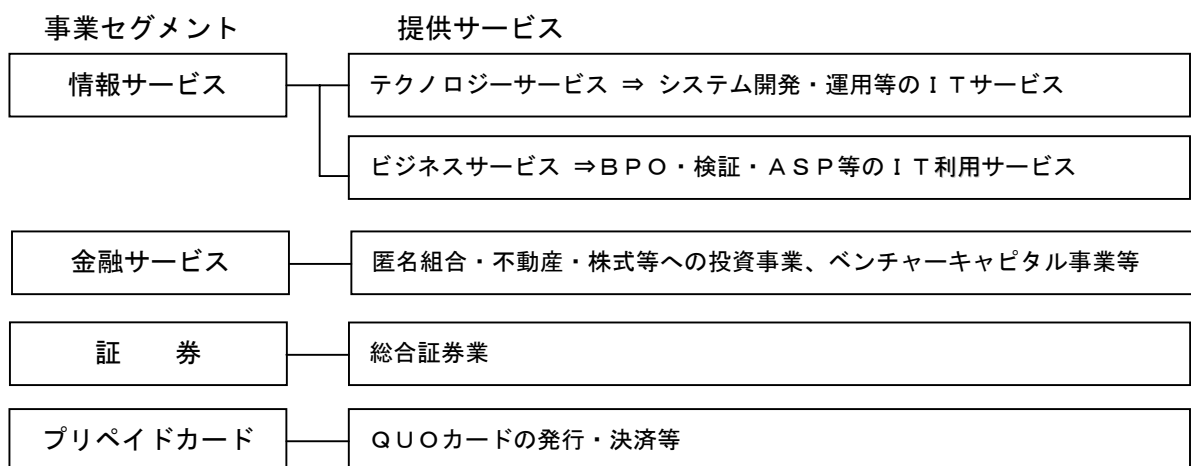 事業セグメント 提供サービス
情報サービス テクノロジーサービス ⇒ システム開発・運用等のＩＴサービス
ビジネスサービス ⇒ＢＰＯ・検証・ＡＳＰ等のＩＴ利用サービス
金融サービス 匿名組合・不動産・株式等への投資事業、ベンチャーキャピタル事業等
証　　券 総合証券業
プリペイドカード ＱＵＯカードの発行・決済等